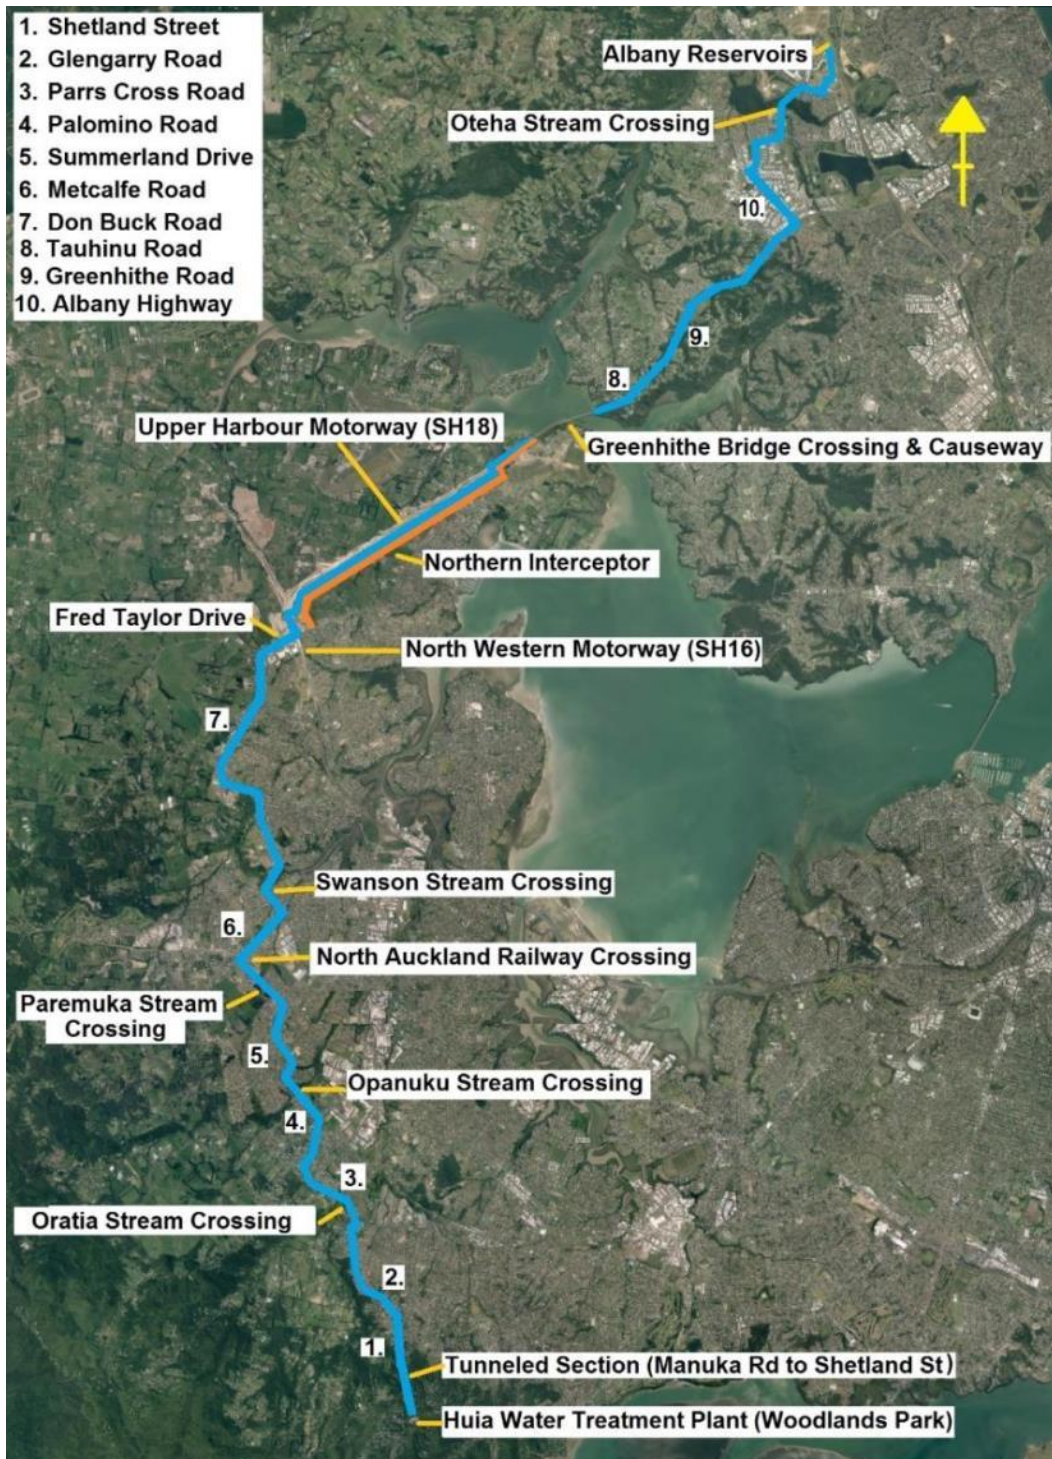 1. Shetland Street
2. Glengarry Road
3. Parrs Cross Road
4. Palomino Road
5. Summerland Drive
6. Metcalfe Road
7. Don Buck Road
8. Tauhinu Road
9. Greenhithe Road
10. Albany Highway
Albany Reservoirs
Oteha Stream Crossing
10.
9.
8.
Upper Harbour Motorway (SH18)
Greenhithe Bridge Crossing & Causeway
Northern Interceptor
Fred Taylor Drive
North Western Motorway (SH16)
7.
Swanson Stream Crossing
6.
North Auckland Railway Crossing
Paremuka Stream
Crossing
5.
Opanuku Stream Crossing
4.
3.
Oratia Stream Crossing
2.
1.
Tunneled Section (Manuka Rd to Shetland St)
Huia Water Treatment Plant (Woodlands Park)